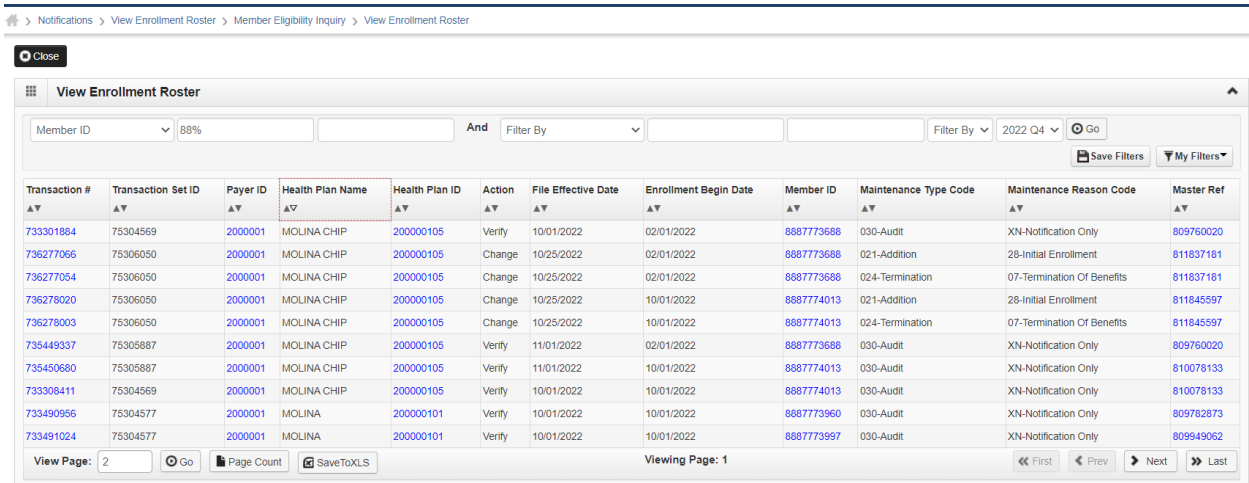 Notifications > View Enrollment Roster > Member Eligibility Inquiry > View Enrollment Roster
Close
View Enrollment Roster
Member ID 88% And Filter By Filter By 2022 Q4 Go
Save Filters My Filters
Transaction # Transaction Set ID Payer ID Health Plan Name Health Plan ID Action File Effective Date Enrollment Begin Date Member ID Maintenance Type Code Maintenance Reason Code Master Ref
733301884 75304569 2000001 MOLINA CHIP 200000105 Verify 10/01/2022 02/01/2022 8887773688 030-Audit XN-Notification Only 809760020
736277066 75306050 2000001 MOLINA CHIP 200000105 Change 10/25/2022 02/01/2022 8887773688 021-Addition 28-Initial Enrollment 811837181
736277054 75306050 2000001 MOLINA CHIP 200000105 Change 10/25/2022 02/01/2022 8887773688 024-Termination 07-Termination Of Benefits 811837181
736278020 75306050 2000001 MOLINA CHIP 200000105 Change 10/25/2022 10/01/2022 8887774013 021-Addition 28-Initial Enrollment 811845597
736278003 75306050 2000001 MOLINA CHIP 200000105 Change 10/25/2022 10/01/2022 8887774013 024-Termination 07-Termination Of Benefits 811845597
735449337 75305887 2000001 MOLINA CHIP 200000105 Verify 11/01/2022 02/01/2022 8887773688 030-Audit XN-Notification Only 809760020
735450680 75305887 2000001 MOLINA CHIP 200000105 Verify 11/01/2022 10/01/2022 8887774013 030-Audit XN-Notification Only 810078133
733308411 75304569 2000001 MOLINA CHIP 200000105 Verify 10/01/2022 10/01/2022 8887774013 030-Audit XN-Notification Only 810078133
733490956 75304577 2000001 MOLINA 200000101 Verify 10/01/2022 10/01/2022 8887773960 030-Audit XN-Notification Only 809782873
733491024 75304577 2000001 MOLINA 200000101 Verify 10/01/2022 10/01/2022 8887773997 030-Audit XN-Notification Only 809949062
View Page: 2 Go Page Count SaveToXLS Viewing Page: 1 First Prev Next Last